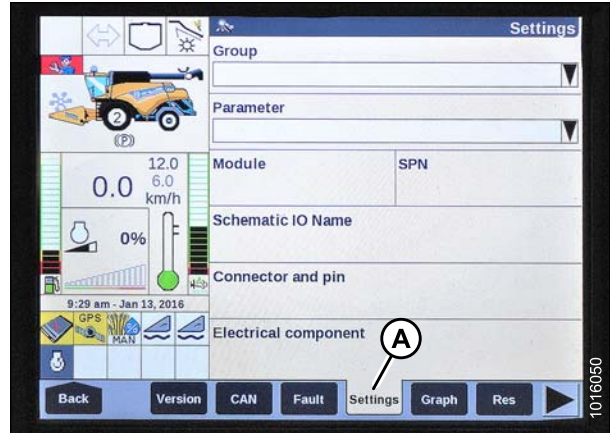 Settings
Group
Parameter
2
(P)
12.0
0.0
6.0
km/h
Module
SPN
0%
Schematic IO Name
Connector and pin
9:29 am - Jan 13, 2016
GPS
MAN
%
Electrical component
A
Back
Version
CAN
Fault
Settings
Graph
Res
1016050